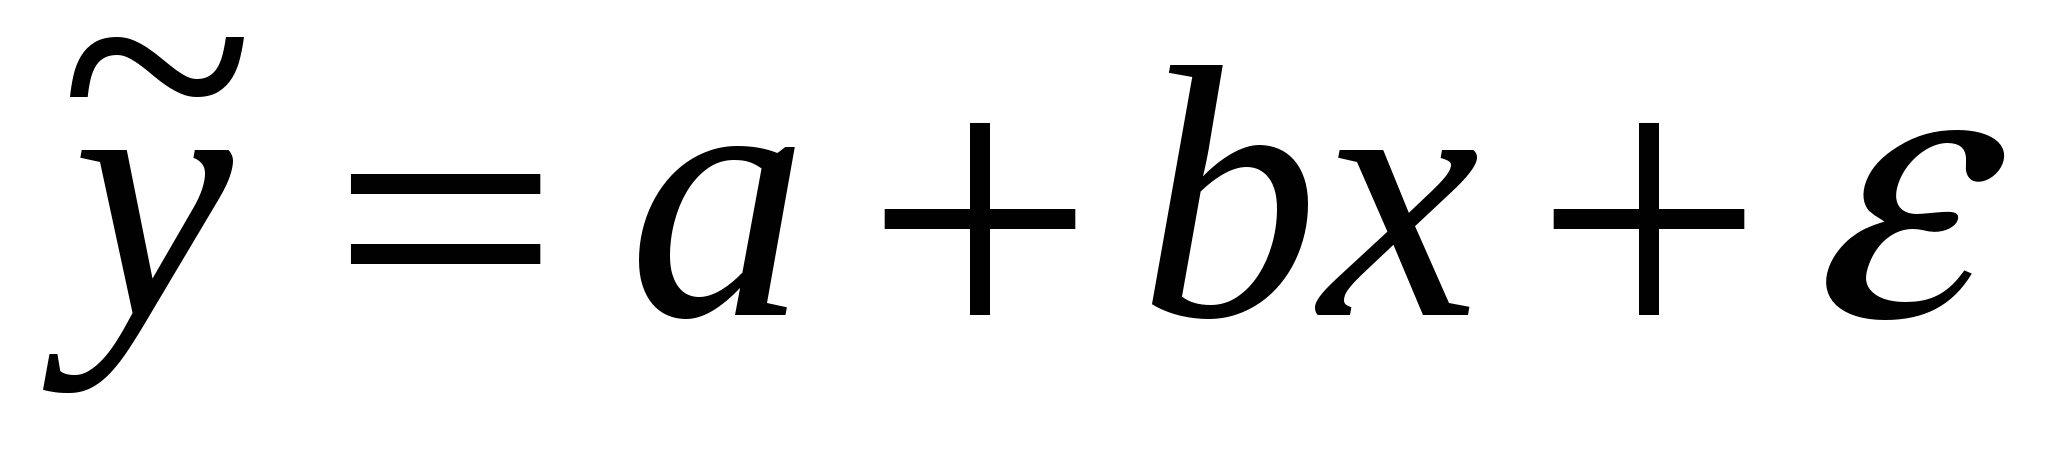 ỹ = a + bx + ε